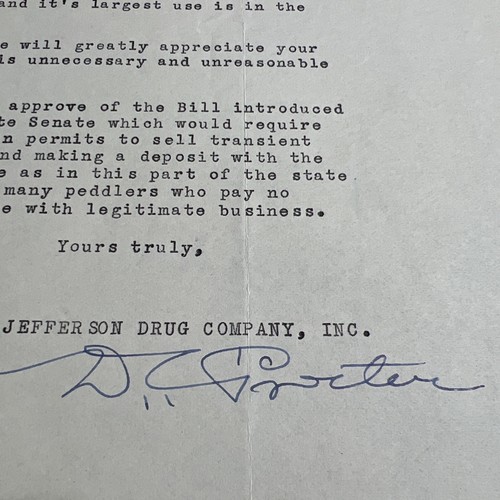 and it's largest use is in the
e will greatly appreciate your
is unnecessary and unreasonable
approve of the Bill introduced
te Senate which would require
n permits to sell transient
nd making a deposit with the
e as in this part of the state
many peddlers who pay no
e with legitimate business.
Yours truly,
JEFFERSON DRUG COMPANY, INC.
D. C. Procter